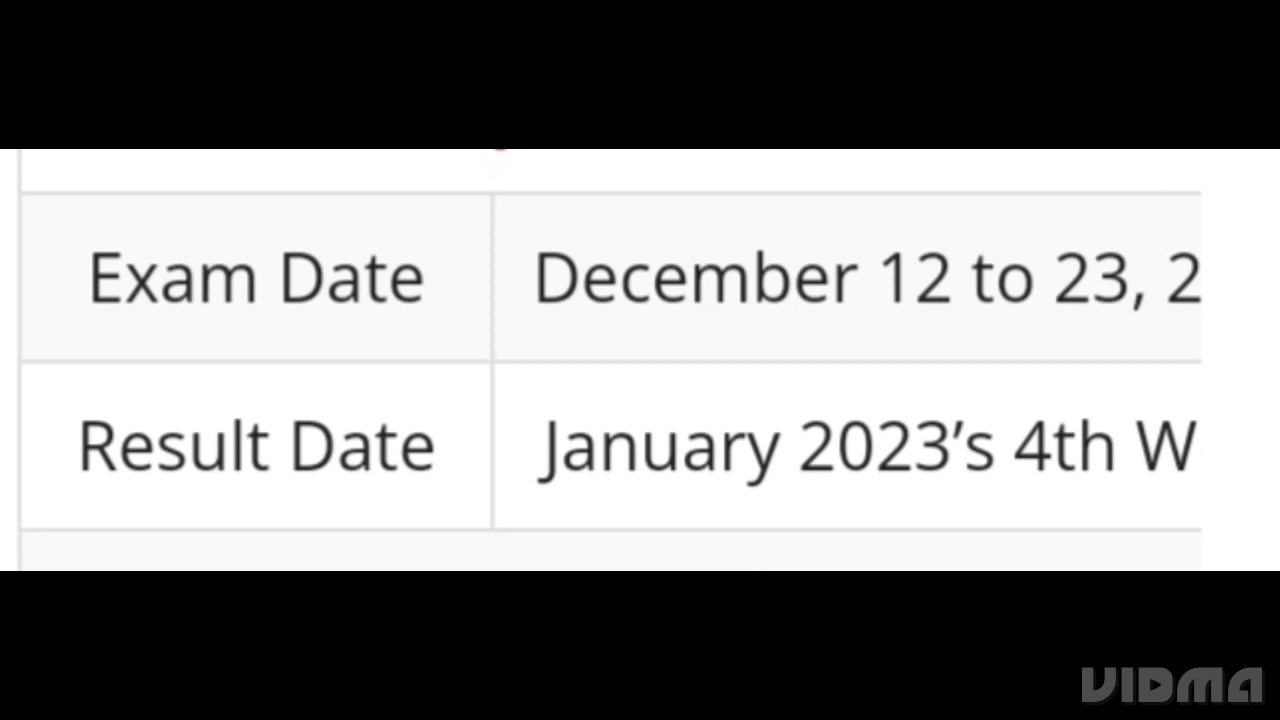 Exam Date
December 12 to 23, 2
Result Date
January 2023’s 4th W
VIDMA